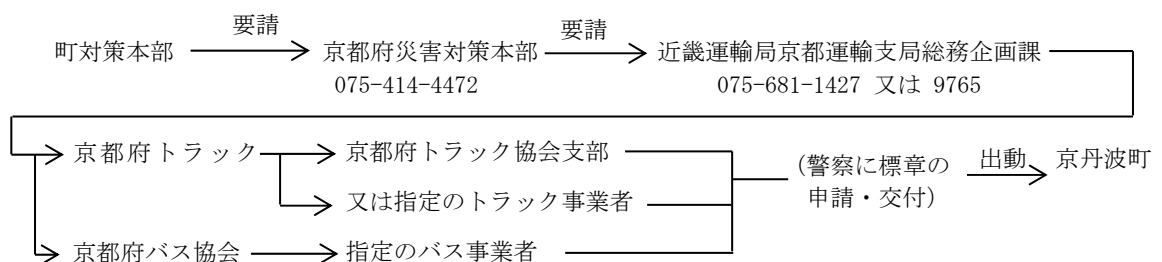 要請
要請
町対策本部
京都府災害対策本部
近畿運輸局京都運輸支局総務企画課
075-414-4472
075-681-1427 又は 9765
京都府トラック
京都府トラック協会支部
(警察に標章の
申請・交付)
出動
京丹波町
又は指定のトラック事業者
京都府バス協会
指定のバス事業者